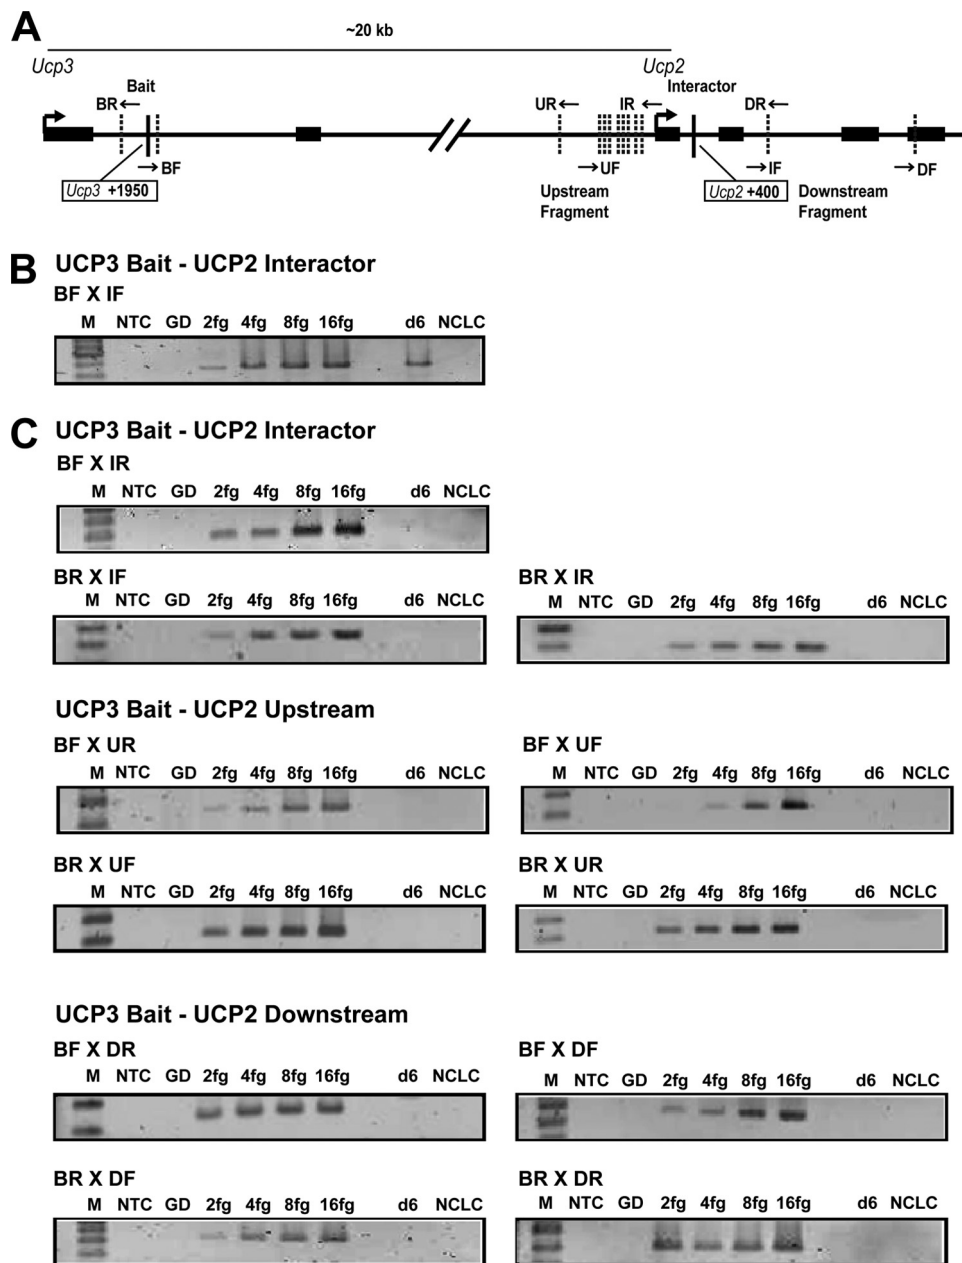 A
~20 kb
Ucp3
Ucp2
Bait
Interactor
BR
UR
IR
DR
BF
UF
IF
DF
Ucp3 +1950
Upstream
Fragment
Ucp2 +400
Downstream
Fragment
B
UCP3 Bait - UCP2 Interactor
BF X IF
M NTC GD 2fg 4fg 8fg 16fg d6 NCLC
C
UCP3 Bait - UCP2 Interactor
BF X IR
M NTC GD 2fg 4fg 8fg 16fg d6 NCLC
BR X IF
M NTC GD 2fg 4fg 8fg 16fg d6 NCLC
BR X IR
M NTC GD 2fg 4fg 8fg 16fg d6 NCLC
UCP3 Bait - UCP2 Upstream
BF X UR
M NTC GD 2fg 4fg 8fg 16fg d6 NCLC
BF X UF
M NTC GD 2fg 4fg 8fg 16fg d6 NCLC
BR X UF
M NTC GD 2fg 4fg 8fg 16fg d6 NCLC
BR X UR
M NTC GD 2fg 4fg 8fg 16fg d6 NCLC
UCP3 Bait - UCP2 Downstream
BF X DR
M NTC GD 2fg 4fg 8fg 16fg d6 NCLC
BF X DF
M NTC GD 2fg 4fg 8fg 16fg d6 NCLC
BR X DF
M NTC GD 2fg 4fg 8fg 16fg d6 NCLC
BR X DR
M NTC GD 2fg 4fg 8fg 16fg d6 NCLC